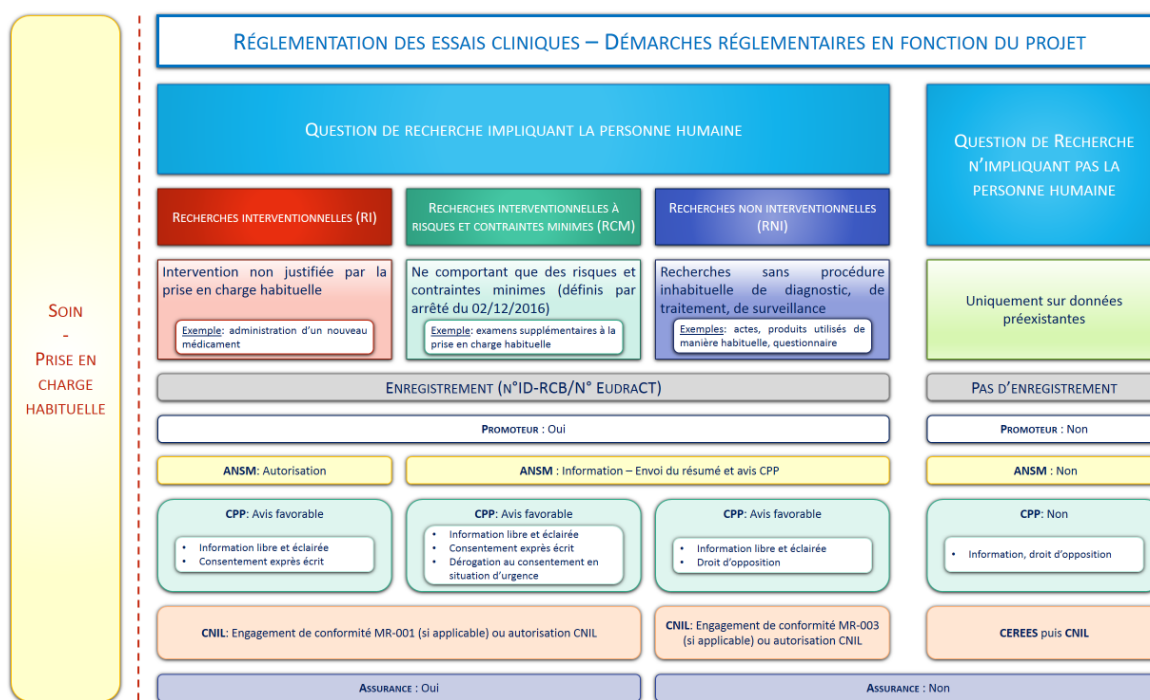 SOIN
-
PRISE EN
CHARGE
HABITUELLE
RÉGLEMENTATION DES ESSAIS CLINIQUES – DÉMARCHES RÉGLEMENTAIRES EN FONCTION DU PROJET
QUESTION DE RECHERCHE IMPLIQUANT LA PERSONNE HUMAINE
QUESTION DE RECHERCHE
N'IMPLIQUANT PAS LA
PERSONNE HUMAINE
RECHERCHES INTERVENTIONNELLES (RI)
RECHERCHES INTERVENTIONNELLES À
RISQUES ET CONTRAINTES MINIMES (RCM)
RECHERCHES NON INTERVENTIONNELLES
(RNI)
Intervention non justifiée par la
prise en charge habituelle
Exemple: administration d'un nouveau
médicament
Ne comportant que des risques et
contraintes minimes (définis par
arrêté du 02/12/2016)
Exemple: examens supplémentaires à la
prise en charge habituelle
Recherches sans procédure
inhabituelle de diagnostic, de
traitement, de surveillance
Exemples: actes, produits utilisés de
manière habituelle, questionnaire
Uniquement sur données
préexistantes
ENREGISTREMENT (N°ID-RCB/N° EUDRACT)
PAS D'ENREGISTREMENT
PROMOTEUR : Oui
PROMOTEUR : Non
ANSM: Autorisation
ANSM : Information – Envoi du résumé et avis CPP
ANSM : Non
CPP: Avis favorable
• Information libre et éclairée
• Consentement exprès écrit
CPP: Avis favorable
• Information libre et éclairée
• Consentement exprès écrit
• Dérogation au consentement en
situation d'urgence
CPP: Avis favorable
• Information libre et éclairée
• Droit d'opposition
CPP: Non
• Information, droit d'opposition
CNIL: Engagement de conformité MR-001 (si applicable) ou autorisation CNIL
CNIL: Engagement de conformité MR-003
(si applicable) ou autorisation CNIL
CEREES puis CNIL
ASSURANCE : Oui
ASSURANCE : Non